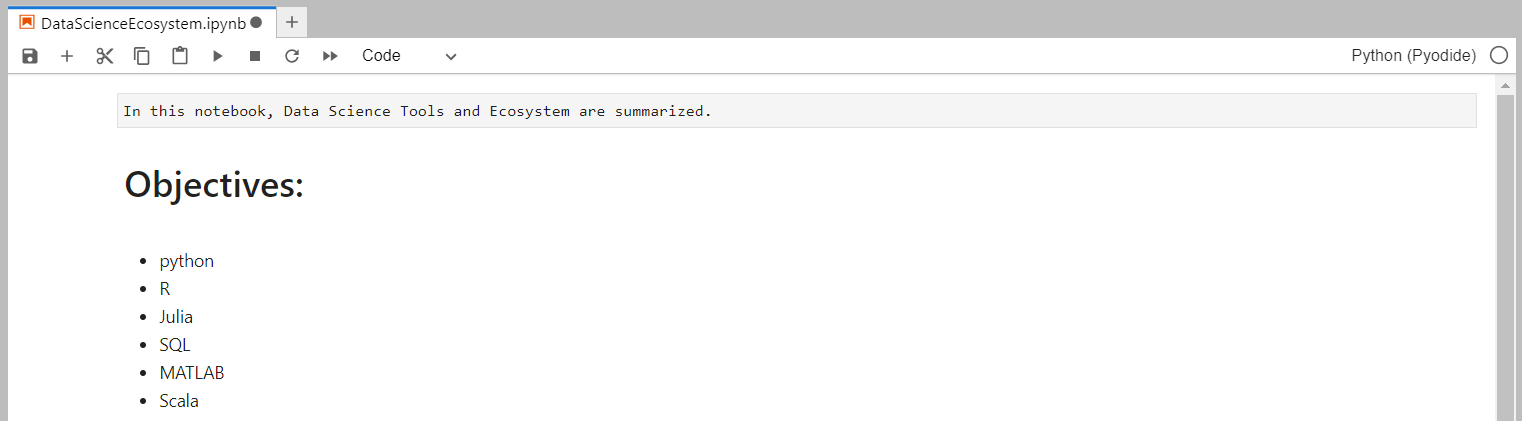 DataScienceEcosystem.ipynb
Code
Python (Pyodide)
In this notebook, Data Science Tools and Ecosystem are summarized.
Objectives:
python
R
Julia
SQL
MATLAB
Scala